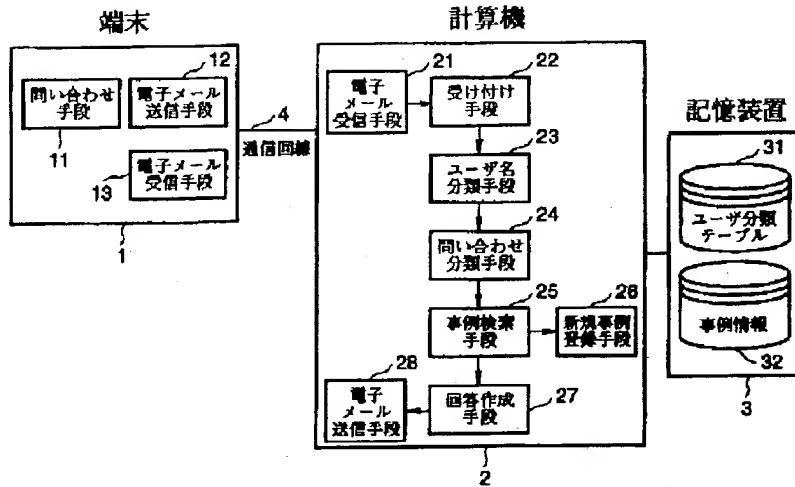 端末
計算機
記憶装置
問い合わせ
手段
11
12
電子メール
送信手段
13
電子メール
受信手段
1
4
通信回線
21
電子
メール
受信手段
22
受け付け
手段
23
ユーザ名
分類手段
24
問い合わせ
分類手段
25
事例検索
手段
26
新規事例
登録手段
27
回答作成
手段
28
電子
メール
送信手段
2
31
ユーザ分類
テーブル
事例情報
32
3